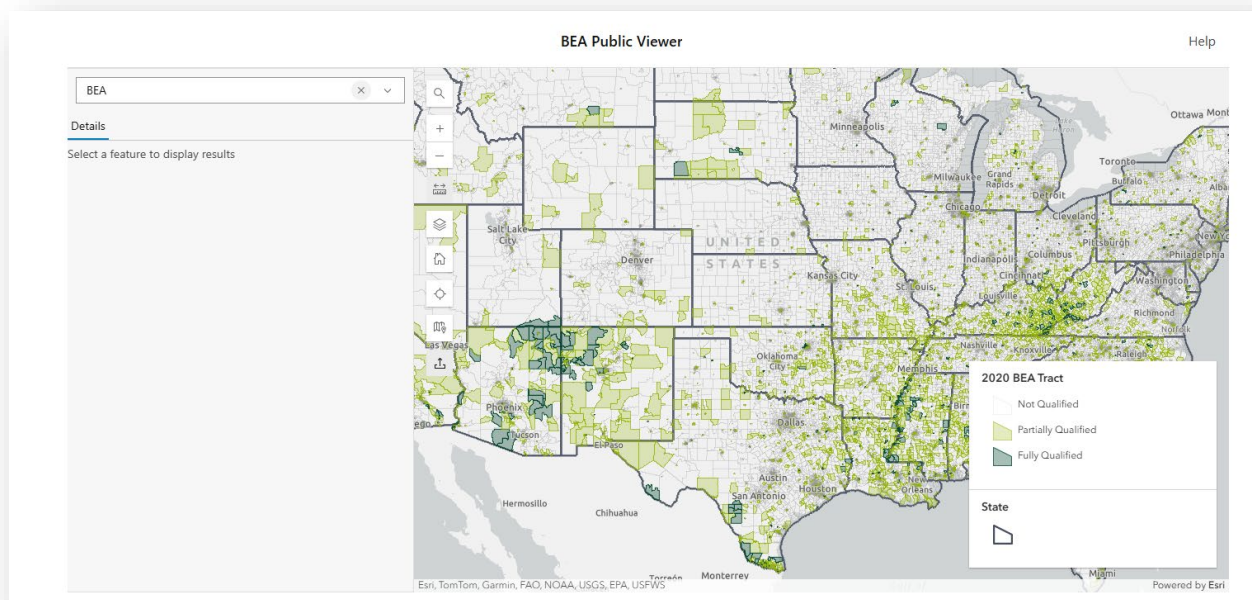 BEA Public Viewer
Help
BEA
Details
Select a feature to display results
Ottawa
Minneapolis
Toronto
Milwaukee
Grand
Rapids
Buffalo
Detroit
Chicago
Cleveland
Salt Lake
City
UNITED
STATES
Denver
Pittsburgh
New York
Philadelphia
Indianapolis
Columbus
Kansas City
Cincinnati
Washington
St. Louis
Louisville
Richmond
Norfolk
Las Vegas
Nashville
Knoxville
Raleigh
Oklahoma
City
Memphis
Phoenix
Dallas
Tucson
El Paso
Austin
Houston
San Antonio
New
Orleans
Hermosillo
Chihuahua
Torreón
Monterrey
Miami
2020 BEA Tract
Not Qualified
Partially Qualified
Fully Qualified
State
Esri, TomTom, Garmin, FAO, NOAA, USGS, EPA, USFWS
Powered by Esri